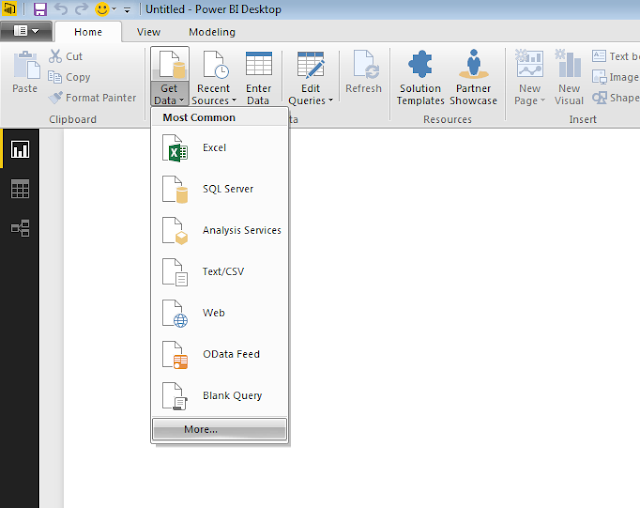 Untitled - Power BI Desktop
Home View Modeling
Cut
Copy
Format Painter
Paste
Clipboard
Get Data
Recent Sources
Enter Data
Edit Queries
Refresh
Solution Templates
Partner Showcase
Resources
New Page
New Visual
Text b
Image
Shape
Insert
ta
Most Common
Excel
SQL Server
Analysis Services
Text/CSV
Web
OData Feed
Blank Query
More...